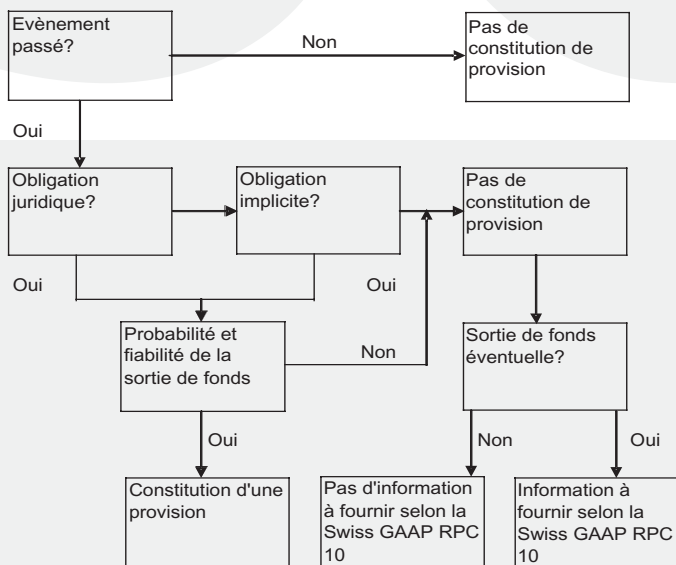 Evènement
passé?
Non
Pas de
constitution de
provision
Oui
Obligation
juridique?
Obligation
implicite?
Pas de
constitution de
provision
Oui
Oui
Probabilité et
fiabilité de la
sortie de fonds
Non
Sortie de fonds
éventuelle?
Oui
Non
Oui
Constitution d'une
provision
Pas d'information
à fournir selon la
Swiss GAAP RPC
10
Information à
fournir selon la
Swiss GAAP RPC
10